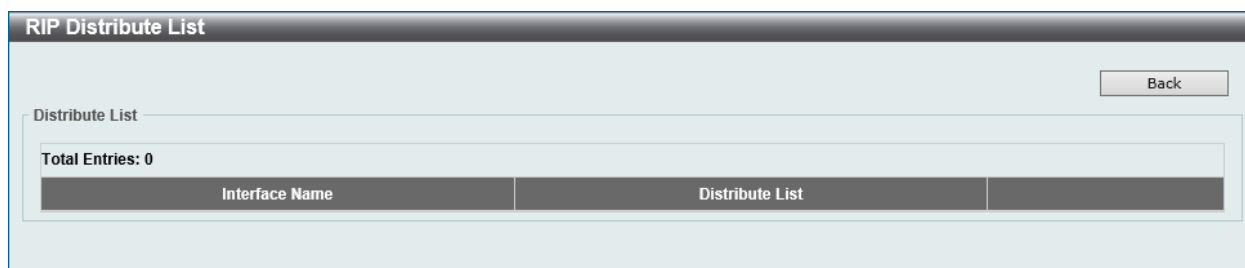 RIP Distribute List
Back
Distribute List
Total Entries: 0
Interface Name Distribute List